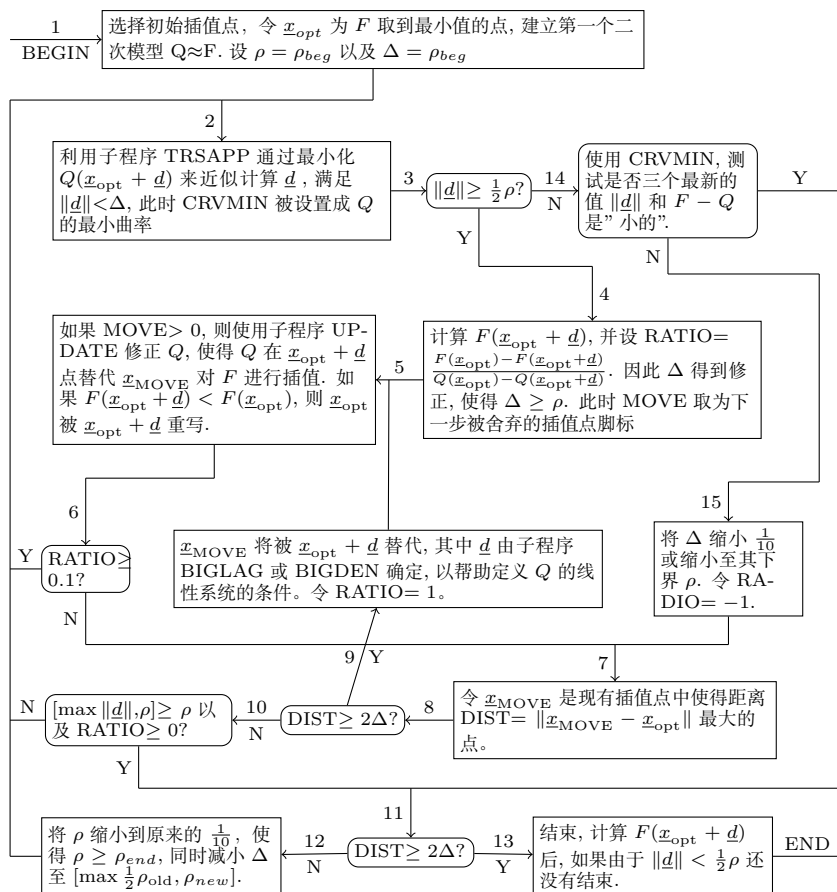 1
BEGIN
选择初始插值点, 令 x_opt 为 F 取到最小值的点, 建立第一个二
次模型 Q≈F. 设 ρ = ρ_beg 以及 Δ = ρ_beg
2
利用子程序 TRSAPP 通过最小化
Q(x_opt + d) 来近似计算 d , 满足
‖d‖<Δ, 此时 CRVMIN 被设置成 Q
的最小曲率
3
‖d‖≥ 1/2 ρ?
14
N
Y
使用 CRVMIN, 测
试是否三个最新的
值 ‖d‖ 和 F − Q
是” 小的”.
Y
N
4
如果 MOVE> 0, 则使用子程序 UP-
DATE 修正 Q, 使得 Q 在 x_opt + d
点替代 x_MOVE 对 F 进行插值. 如
果 F(x_opt + d) < F(x_opt), 则 x_opt
被 x_opt + d 重写.
5
计算 F(x_opt + d), 并设 RATIO=
(F(x_opt)−F(x_opt+d))/(Q(x_opt)−Q(x_opt+d)). 因此 Δ 得到修
正, 使得 Δ ≥ ρ. 此时 MOVE 取为下
一步被舍弃的插值点脚标
6
Y
RATIO≥
0.1?
N
x_MOVE 将被 x_opt + d 替代, 其中 d 由子程序
BIGLAG 或 BIGDEN 确定, 以帮助定义 Q 的线
性系统的条件。令 RATIO= 1。
15
将 Δ 缩小 1/10
或缩小至其下
界 ρ. 令 RA-
DIO= −1.
9
Y
7
N
[max ‖d‖,ρ]≥ ρ 以
及 RATIO≥ 0?
10
N
DIST≥ 2Δ?
8
令 x_MOVE 是现有插值点中使得距离
DIST= ‖x_MOVE − x_opt‖ 最大的
点。
Y
11
将 ρ 缩小到原来的 1/10, 使
得 ρ ≥ ρ_end, 同时减小 Δ
至 [max 1/2 ρ_old, ρ_new].
12
N
DIST≥ 2Δ?
13
Y
结束, 计算 F(x_opt + d)
后, 如果由于 ‖d‖ < 1/2 ρ 还
没有结束.
END